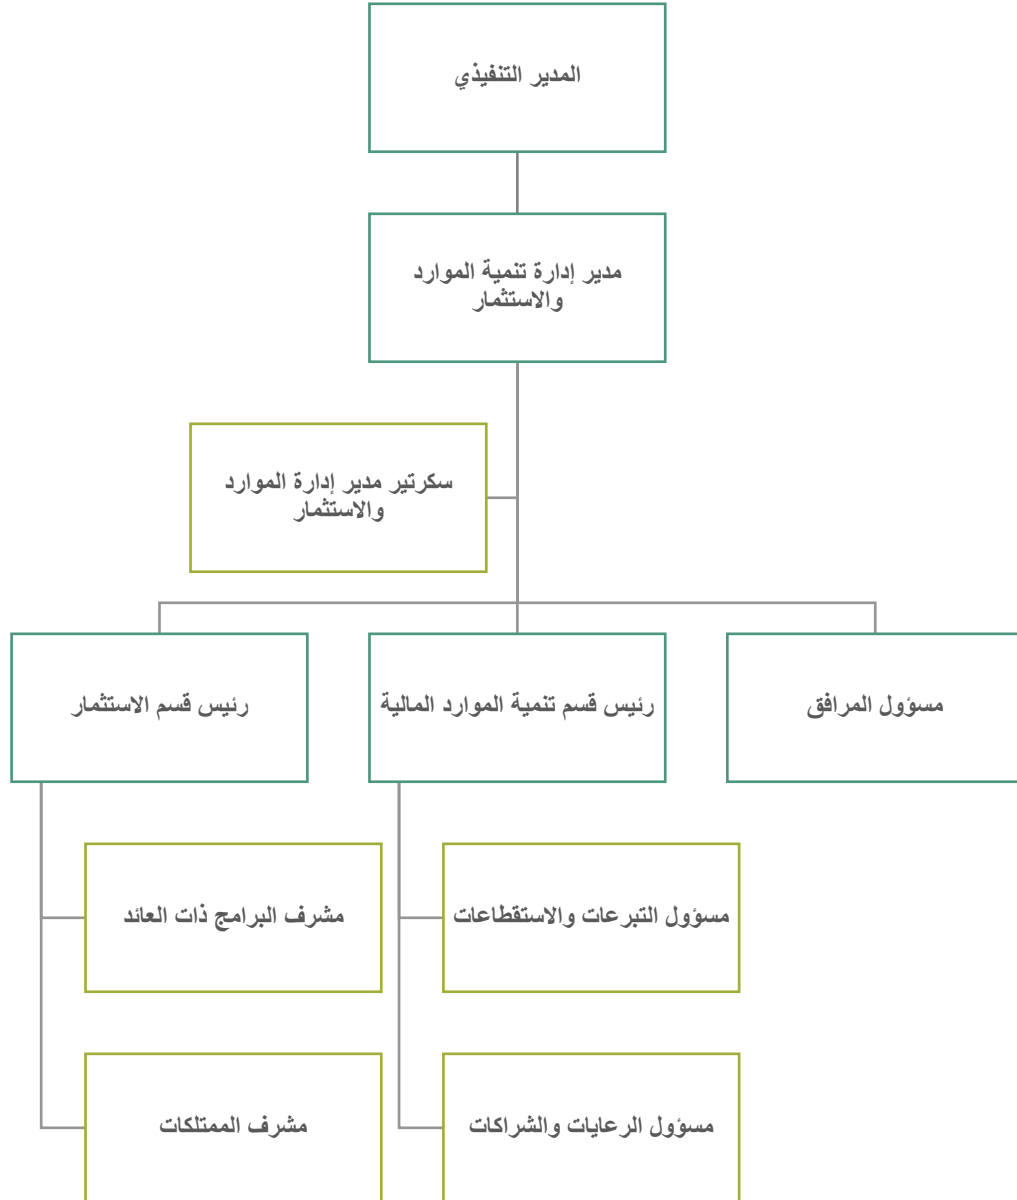 المدير التنفيذي
مدير إدارة تنمية الموارد
والاستثمار
سكرتير مدير إدارة الموارد
والاستثمار
مسؤول المرافق
رئيس قسم تنمية الموارد المالية
رئيس قسم الاستثمار
مسؤول التبرعات والاستقطاعات
مشرف البرامج ذات العائد
مسؤول الرعايات والشراكات
مشرف الممتلكات